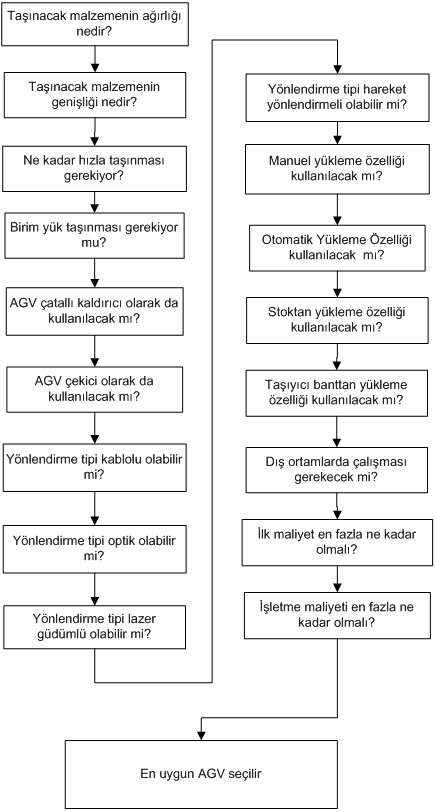 Taşınacak malzemenin ağırlığı
nedir?
Taşınacak malzemenin
genişliği nedir?
Ne kadar hızla taşınması
gerekiyor?
Birim yük taşınması gerekiyor
mu?
AGV çatallı kaldırıcı olarak da
kullanılacak mı?
AGV çekici olarak da
kullanılacak mı?
Yönlendirme tipi kablolu olabilir
mi?
Yönlendirme tipi optik olabilir
mi?
Yönlendirme tipi lazer
güdümlü olabilir mi?
Yönlendirme tipi hareket
yönlendirmeli olabilir mi?
Manuel yükleme özelliği
kullanılacak mı?
Otomatik Yükleme Özelliği
kullanılacak mı?
Stoktan yükleme özelliği
kullanılacak mı?
Taşıyıcı banttan yükleme
özelliği kullanılacak mı?
Dış ortamlarda çalışması
gerekecek mi?
İlk maliyet en fazla ne kadar
olmalı?
İşletme maliyeti en fazla ne
kadar olmalı?
En uygun AGV seçilir